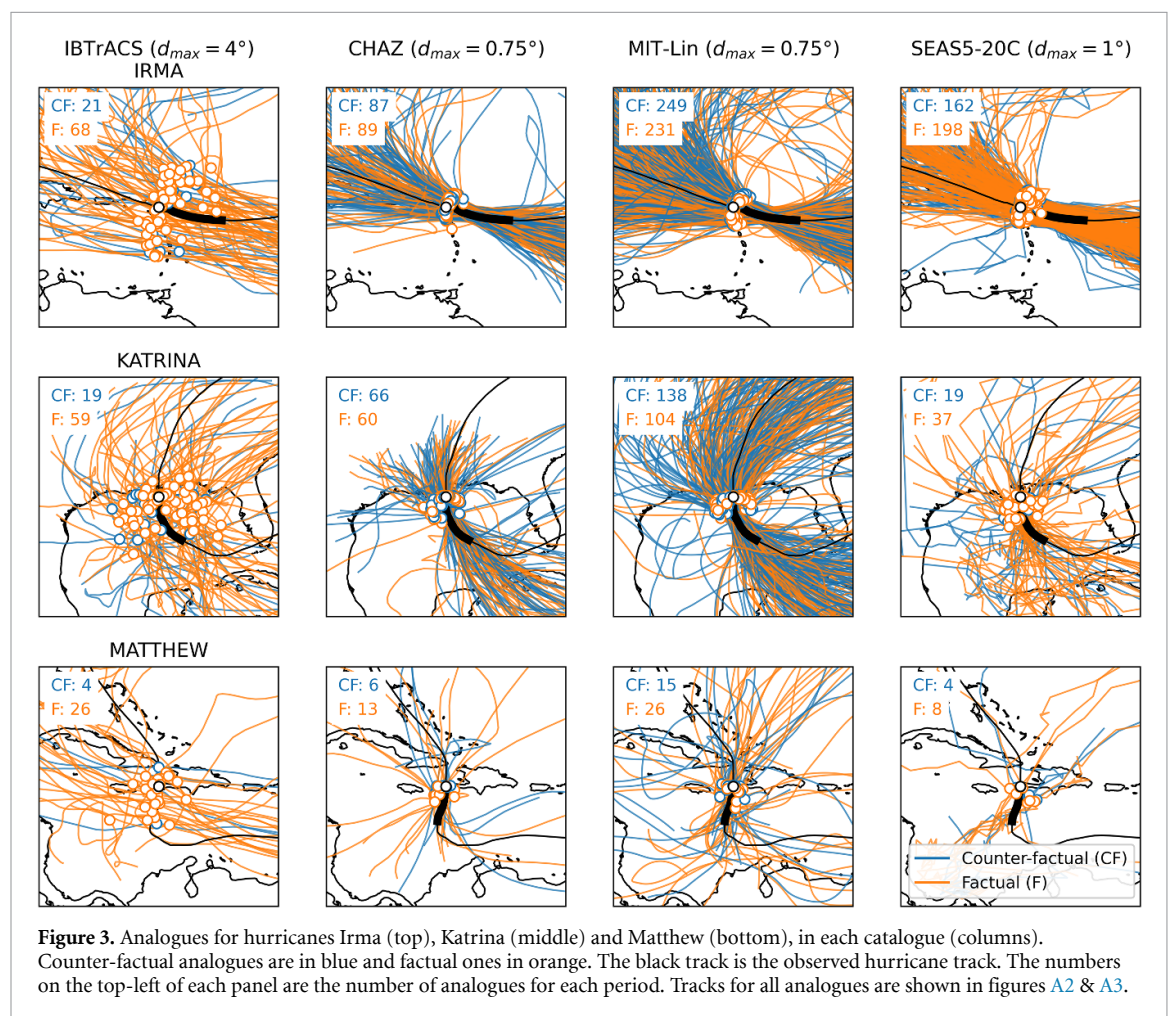 IBTrACS (d_max = 4°)
CHAZ (d_max = 0.75°)
MIT-Lin (d_max = 0.75°)
SEAS5-20C (d_max = 1°)
IRMA
CF: 21
F: 68
CF: 87
F: 89
CF: 249
F: 231
CF: 162
F: 198
KATRINA
CF: 19
F: 59
CF: 66
F: 60
CF: 138
F: 104
CF: 19
F: 37
MATTHEW
CF: 4
F: 26
CF: 6
F: 13
CF: 15
F: 26
CF: 4
F: 8
Counter-factual (CF)
Factual (F)
Figure 3. Analogues for hurricanes Irma (top), Katrina (middle) and Matthew (bottom), in each catalogue (columns).
Counter-factual analogues are in blue and factual ones in orange. The black track is the observed hurricane track. The numbers
on the top-left of each panel are the number of analogues for each period. Tracks for all analogues are shown in figures A2 & A3.